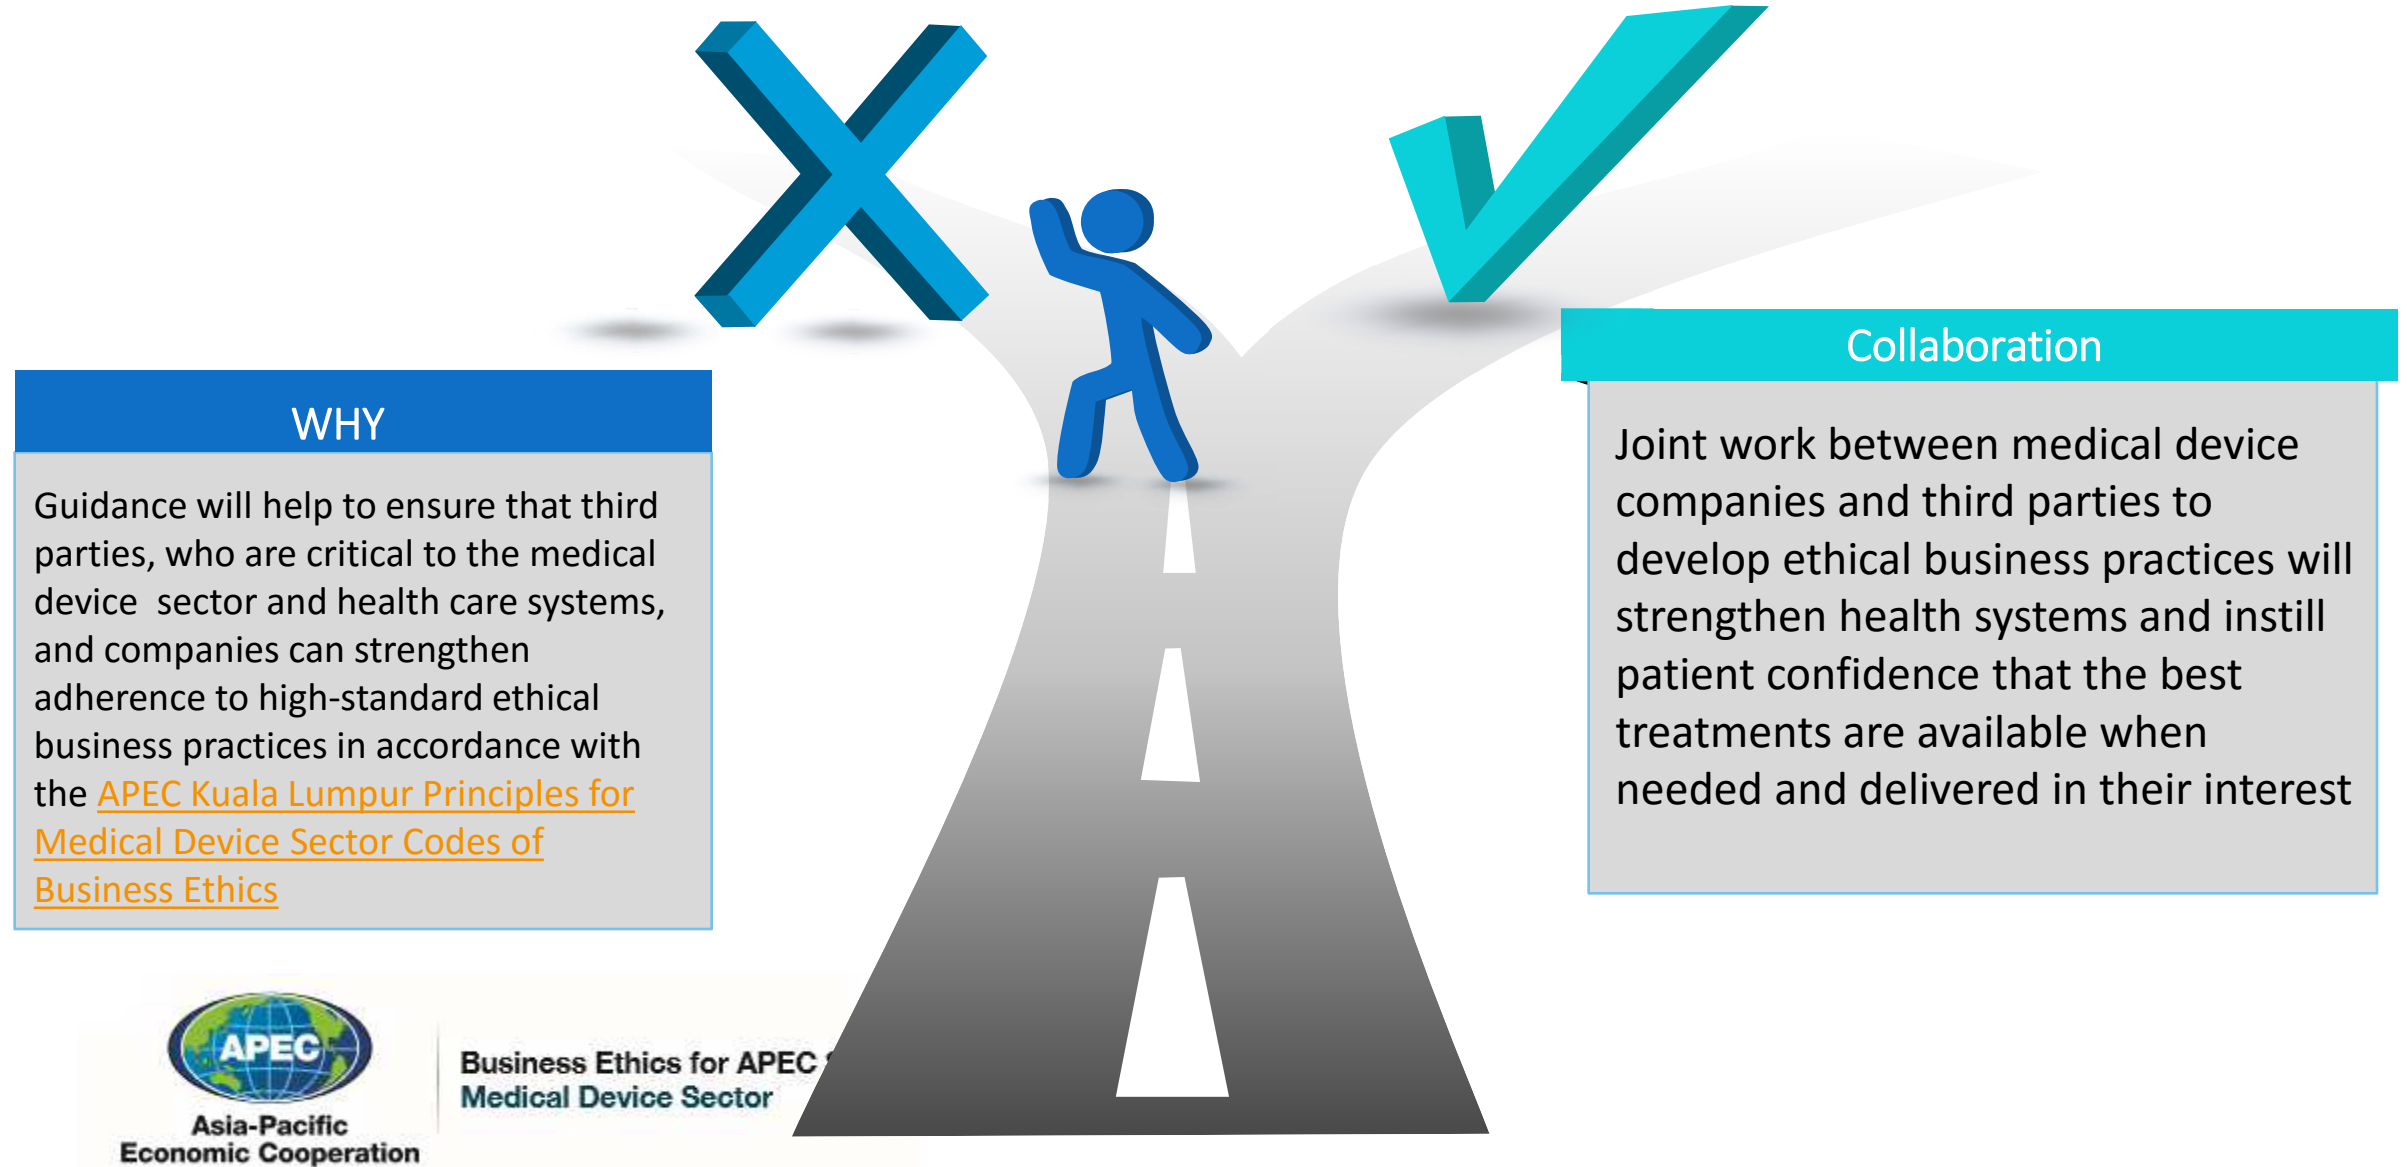 WHY
Guidance will help to ensure that third
parties, who are critical to the medical
device  sector and health care systems,
and companies can strengthen
adherence to high-standard ethical
business practices in accordance with
the APEC Kuala Lumpur Principles for
Medical Device Sector Codes of
Business Ethics
Collaboration
Joint work between medical device
companies and third parties to
develop ethical business practices will
strengthen health systems and instill
patient confidence that the best
treatments are available when
needed and delivered in their interest
APEC
Asia-Pacific
Economic Cooperation
Business Ethics for APEC
Medical Device Sector